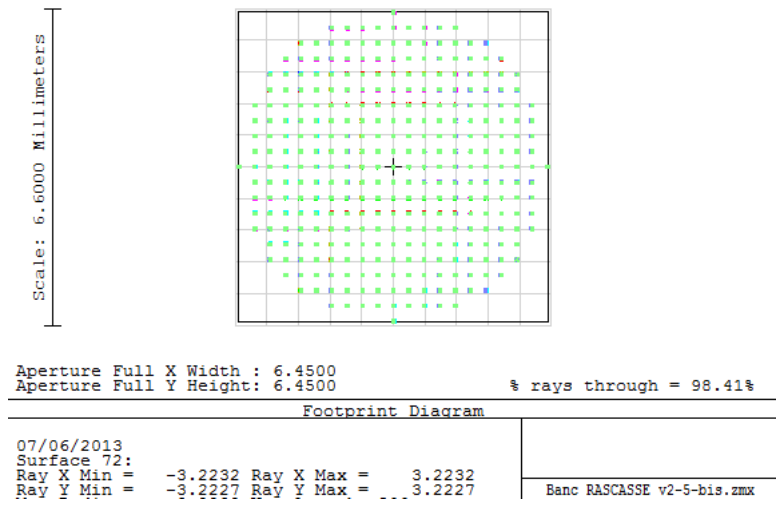 Scale: 6.6000 Millimeters
Aperture Full X Width : 6.4500
Aperture Full Y Height: 6.4500 % rays through = 98.41%
Footprint Diagram
07/06/2013
Surface 72:
Ray X Min = -3.2232 Ray X Max = 3.2232
Ray Y Min = -3.2227 Ray Y Max = 3.2227
Banc RASCASSE v2-5-bis.zmx